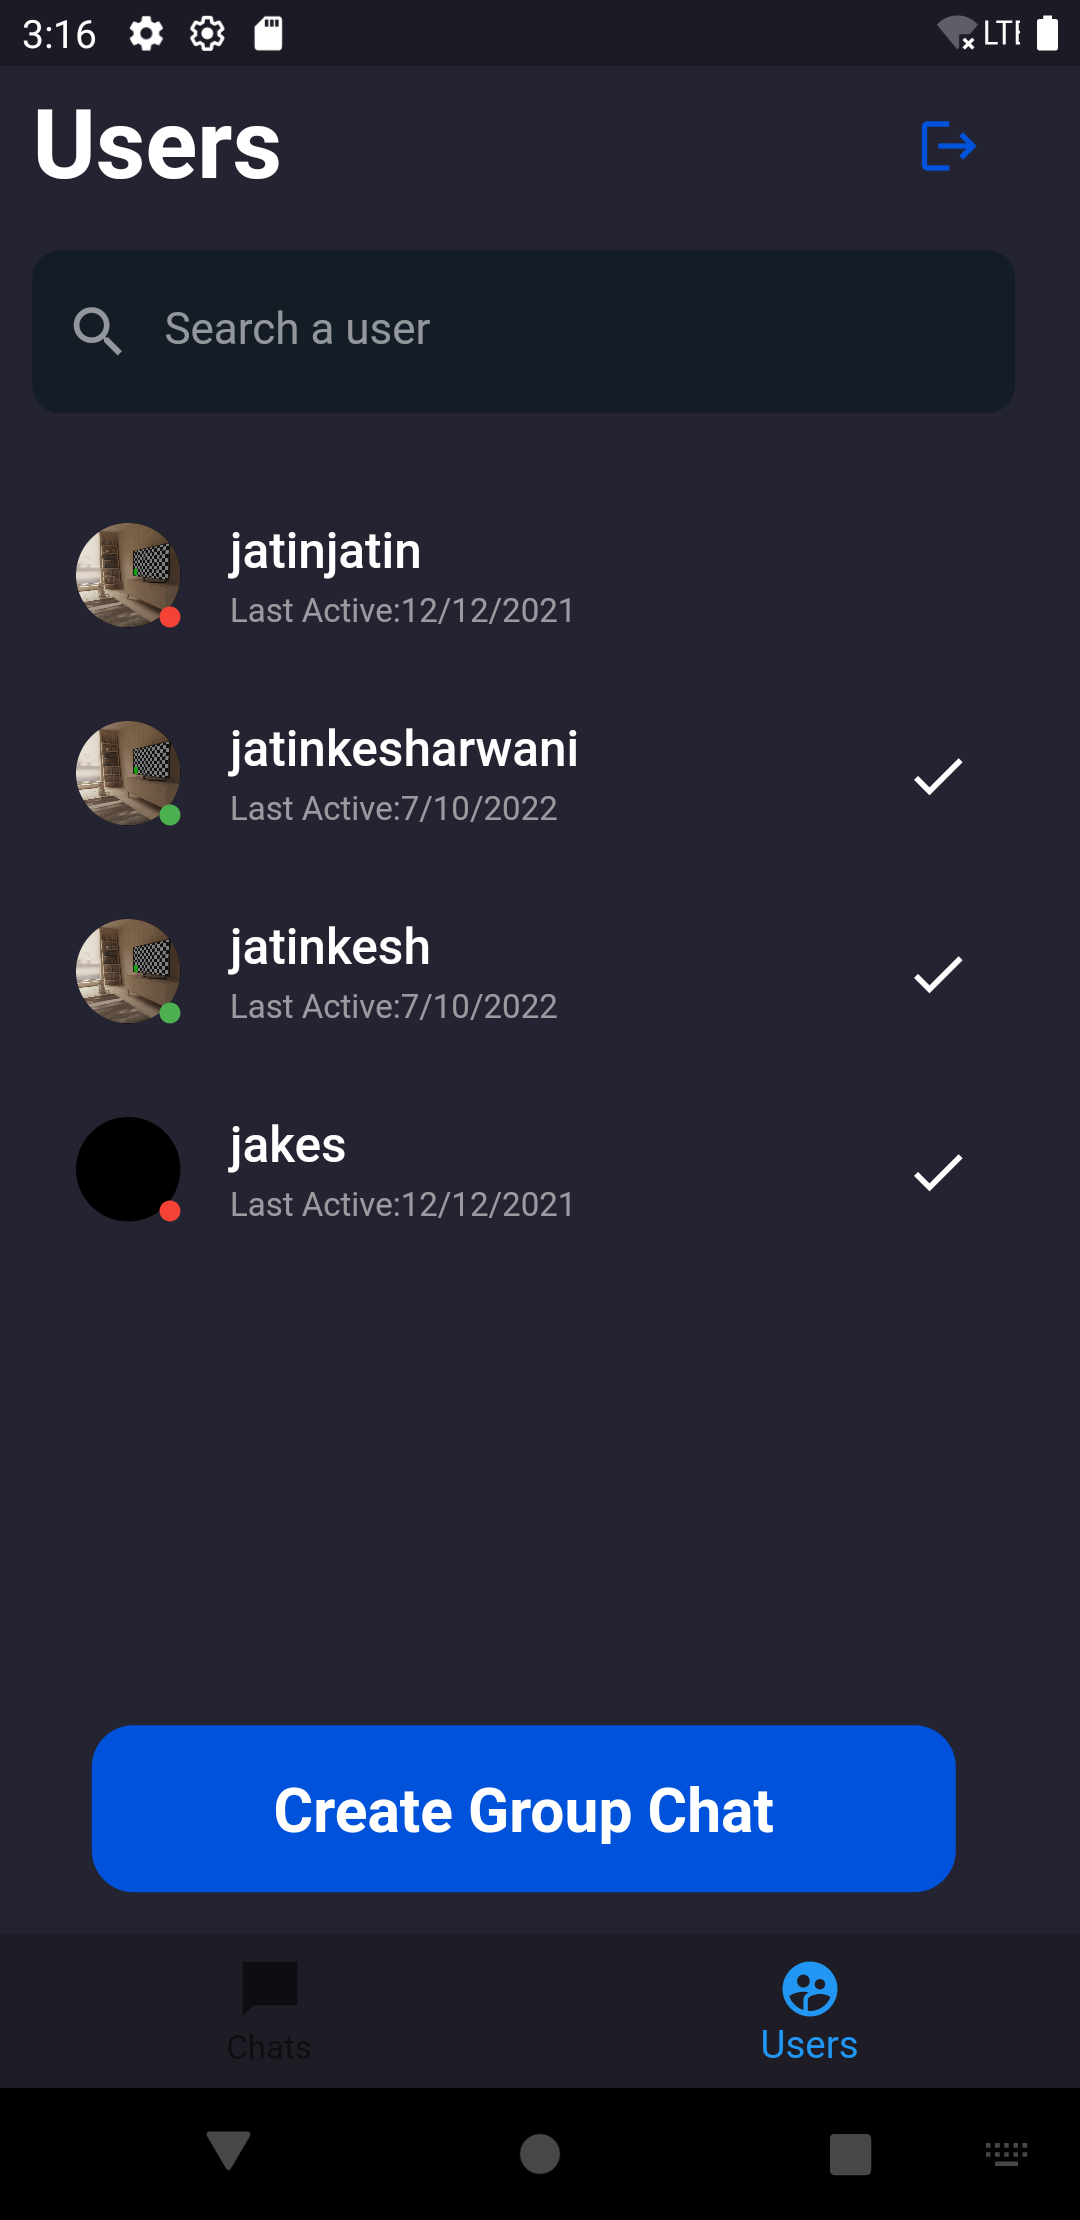 3:16
LTE
Users
Search a user
jatinjatin
Last Active:12/12/2021
jatinkesharwani
Last Active:7/10/2022
jatinkesh
Last Active:7/10/2022
jakes
Last Active:12/12/2021
Create Group Chat
Chats
Users